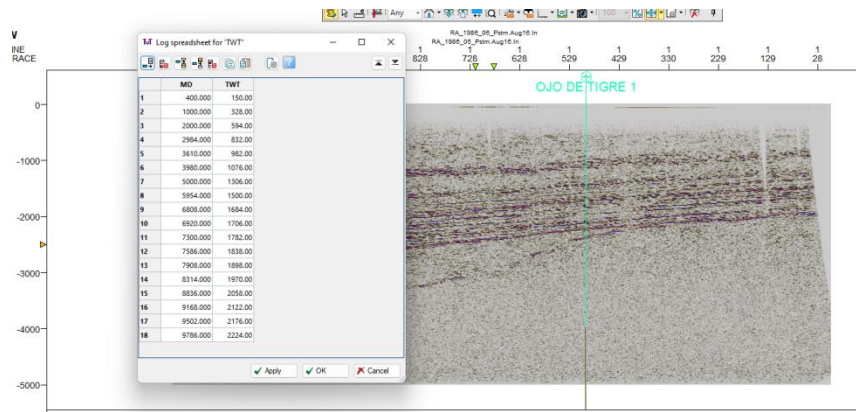 Any
100
RA_1986_06_Pstm.Aug16.In
RA_1986_05_Pstm.Aug16.In
V
INE
RACE
1 1 1 1 1 1 1 1 1
828 728 628 529 429 330 229 129 28
Log spreadsheet for 'TWT'
MD TWT
1 400.000 150.00
2 1000.000 328.00
3 2000.000 594.00
4 2984.000 832.00
5 3610.000 982.00
6 3980.000 1076.00
7 5000.000 1306.00
8 5954.000 1500.00
9 6808.000 1684.00
10 6920.000 1706.00
11 7300.000 1782.00
12 7586.000 1838.00
13 7908.000 1898.00
14 8314.000 1970.00
15 8836.000 2058.00
16 9168.000 2122.00
17 9502.000 2176.00
18 9786.000 2224.00
Apply OK Cancel
OJO DE TIGRE 1
0
-1000
-2000
-3000
-4000
-5000